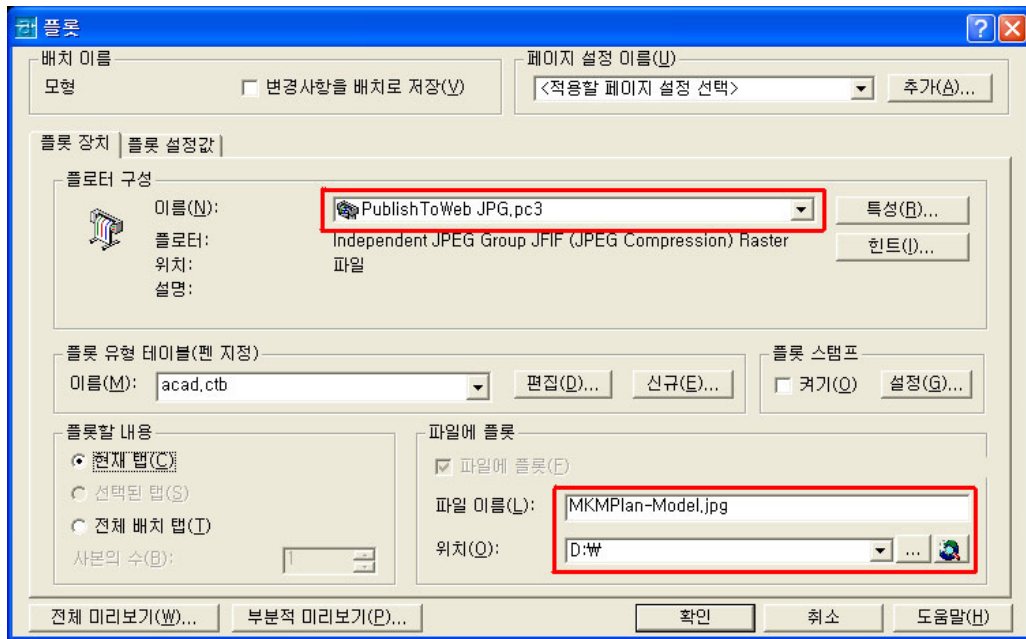 플롯
배치 이름
모형
변경사항을 배치로 저장(V)
페이지 설정 이름(U)
<적용할 페이지 설정 선택>
추가(A)...
플롯 장치
플롯 설정값
플로터 구성
이름(N):
PublishToWeb JPG.pc3
특성(R)...
플로터:
Independent JPEG Group JFIF (JPEG Compression) Raster
힌트(I)...
위치:
파일
설명:
플롯 유형 테이블(펜 지정)
이름(M):
acad.ctb
편집(D)...
신규(E)...
플롯 스탬프
켜기(O)
설정(G)...
플롯할 내용
현재 탭(C)
선택된 탭(S)
전체 배치 탭(T)
사본의 수(B):
1
파일에 플롯
파일에 플롯(F)
파일 이름(L):
MKMPlan-Model.jpg
위치(O):
D:₩
...
전체 미리보기(W)...
부분적 미리보기(P)...
확인
취소
도움말(H)